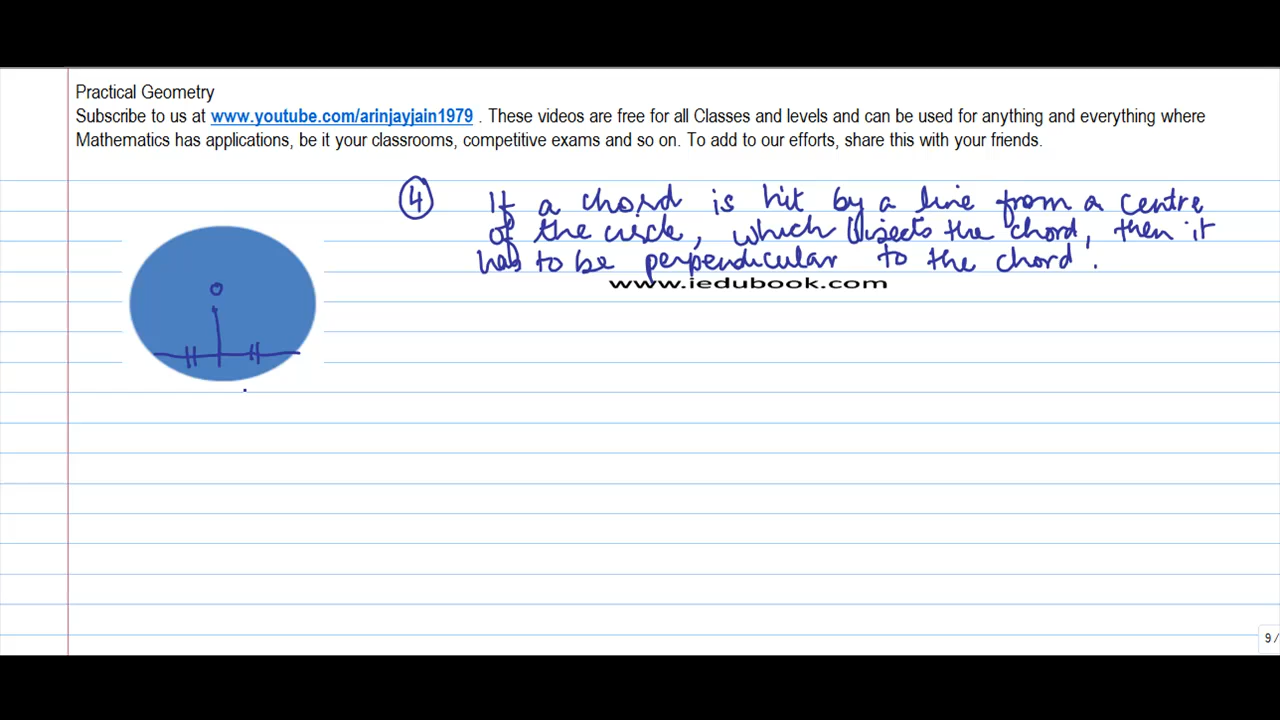 Practical Geometry
Subscribe to us at www.youtube.com/arinjayjain1979 . These videos are free for all Classes and levels and can be used for anything and everything where
Mathematics has applications, be it your classrooms, competitive exams and so on. To add to our efforts, share this with your friends.
4 If a chord is hit by a line from a centre
of the circle, which bisects the chord, then it
has to be perpendicular to the chord.
www.iedubook.com
O
9 /